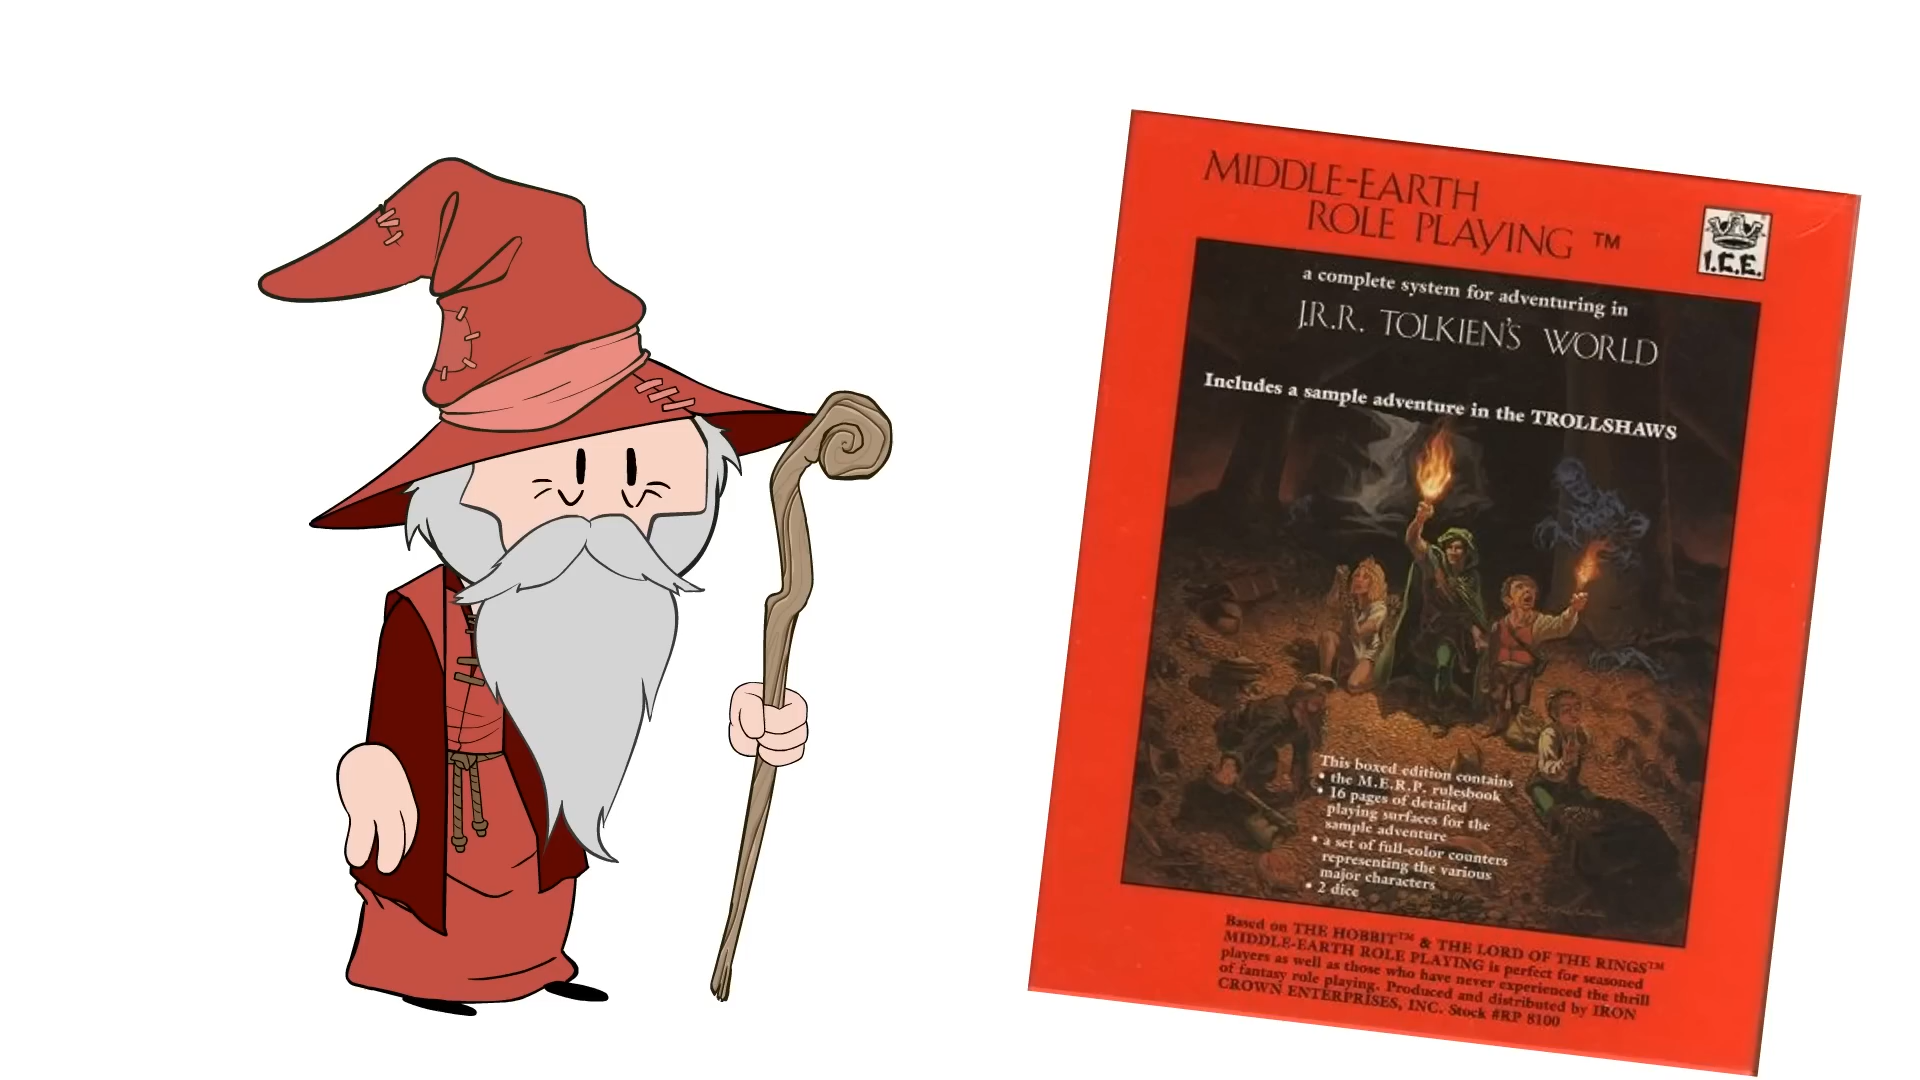 MIDDLE-EARTH
ROLE PLAYING ™
I.C.E.
a complete system for adventuring in
J.R.R. TOLKIEN'S WORLD
Includes a sample adventure in the TROLLSHAWS
This boxed edition contains
• the M.E.R.P. rulesbook
• 16 pages of detailed
playing surfaces for the
sample adventure
• a set of full-color counters
representing the various
major characters
• 2 dice
Based on THE HOBBIT™ & THE LORD OF THE RINGS™
MIDDLE-EARTH ROLE PLAYING is perfect for seasoned
players as well as those who have never experienced the thrill
of fantasy role playing. Produced and distributed by IRON
CROWN ENTERPRISES, INC. Stock #RP 8100